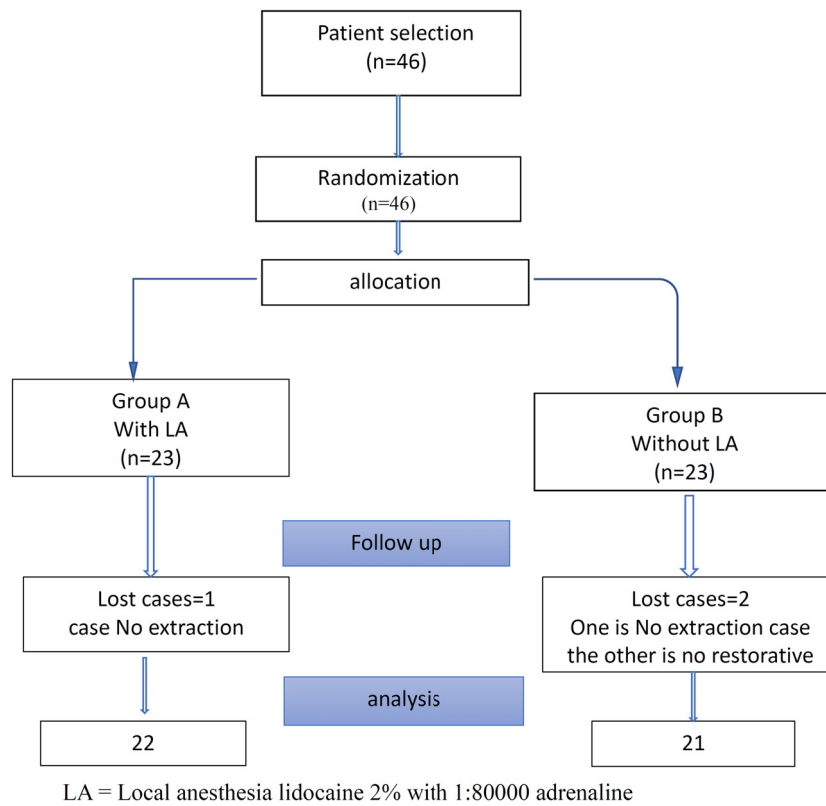 Patient selection
(n=46)
Randomization
(n=46)
allocation
Group A
With LA
(n=23)
Group B
Without LA
(n=23)
Follow up
Lost cases=1
case No extraction
Lost cases=2
One is No extraction case
the other is no restorative
analysis
22
21
LA = Local anesthesia lidocaine 2% with 1:80000 adrenaline